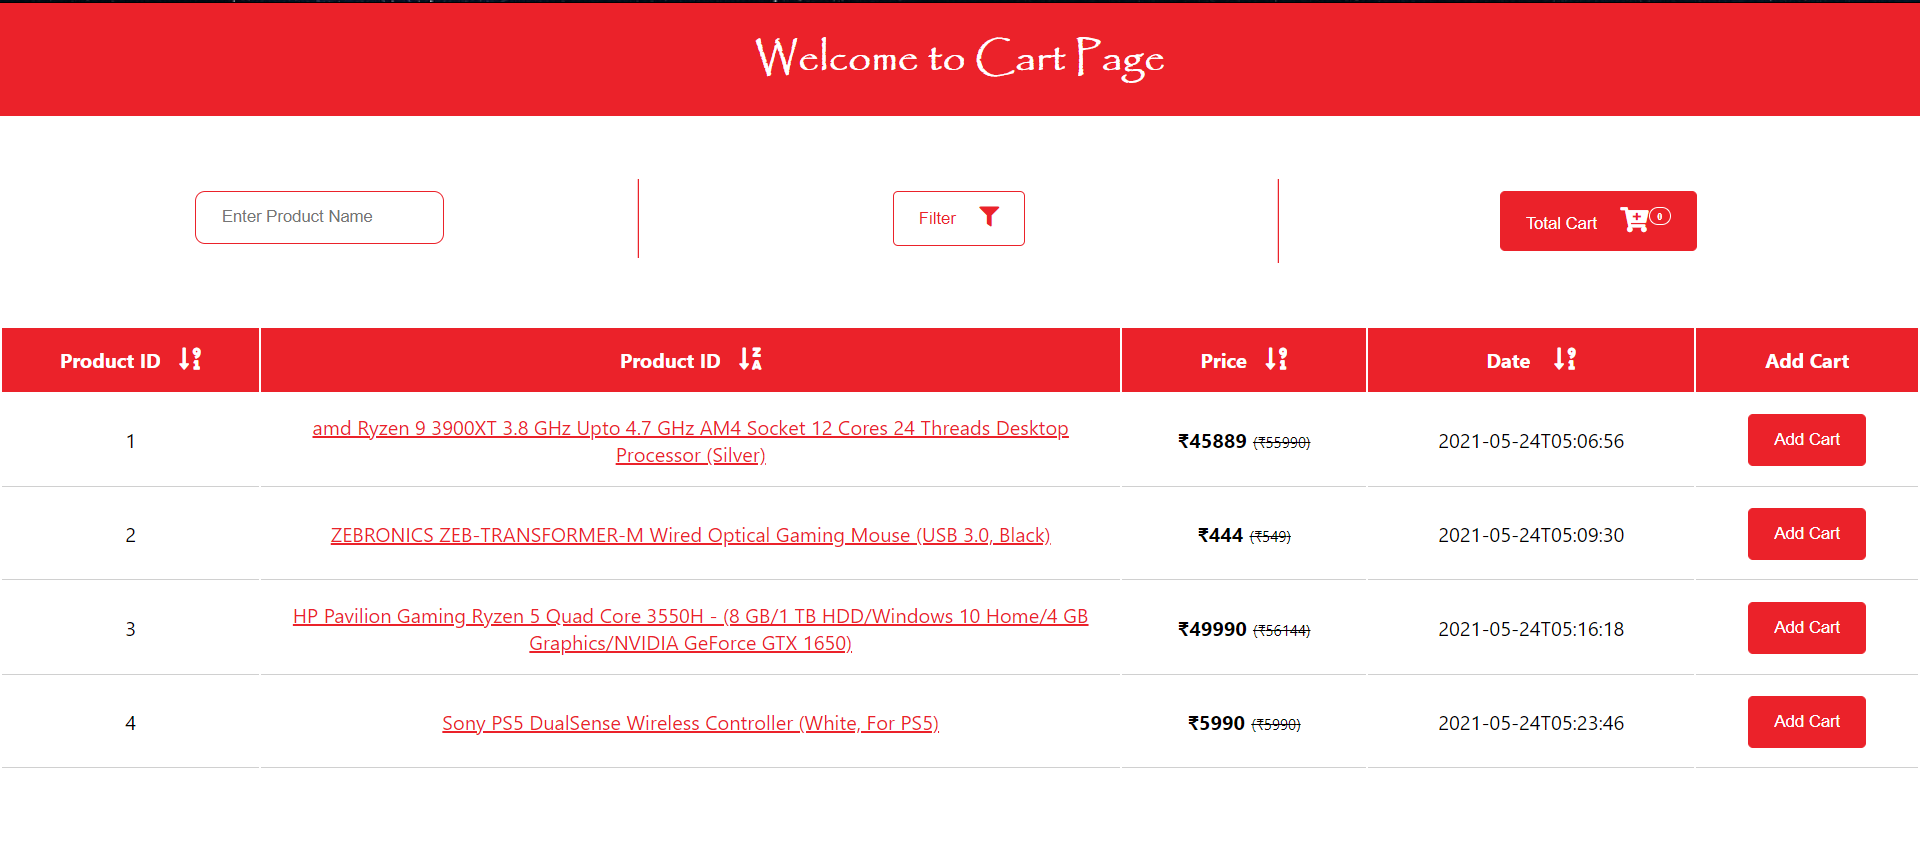 Welcome to Cart Page
Enter Product Name
Filter
Total Cart 0
Product ID Product ID Price Date Add Cart
1 amd Ryzen 9 3900XT 3.8 GHz Upto 4.7 GHz AM4 Socket 12 Cores 24 Threads Desktop
Processor (Silver) ₹45889 (₹55990) 2021-05-24T05:06:56 Add Cart
2 ZEBRONICS ZEB-TRANSFORMER-M Wired Optical Gaming Mouse (USB 3.0, Black) ₹444 (₹549) 2021-05-24T05:09:30 Add Cart
3 HP Pavilion Gaming Ryzen 5 Quad Core 3550H - (8 GB/1 TB HDD/Windows 10 Home/4 GB
Graphics/NVIDIA GeForce GTX 1650) ₹49990 (₹56144) 2021-05-24T05:16:18 Add Cart
4 Sony PS5 DualSense Wireless Controller (White, For PS5) ₹5990 (₹5990) 2021-05-24T05:23:46 Add Cart